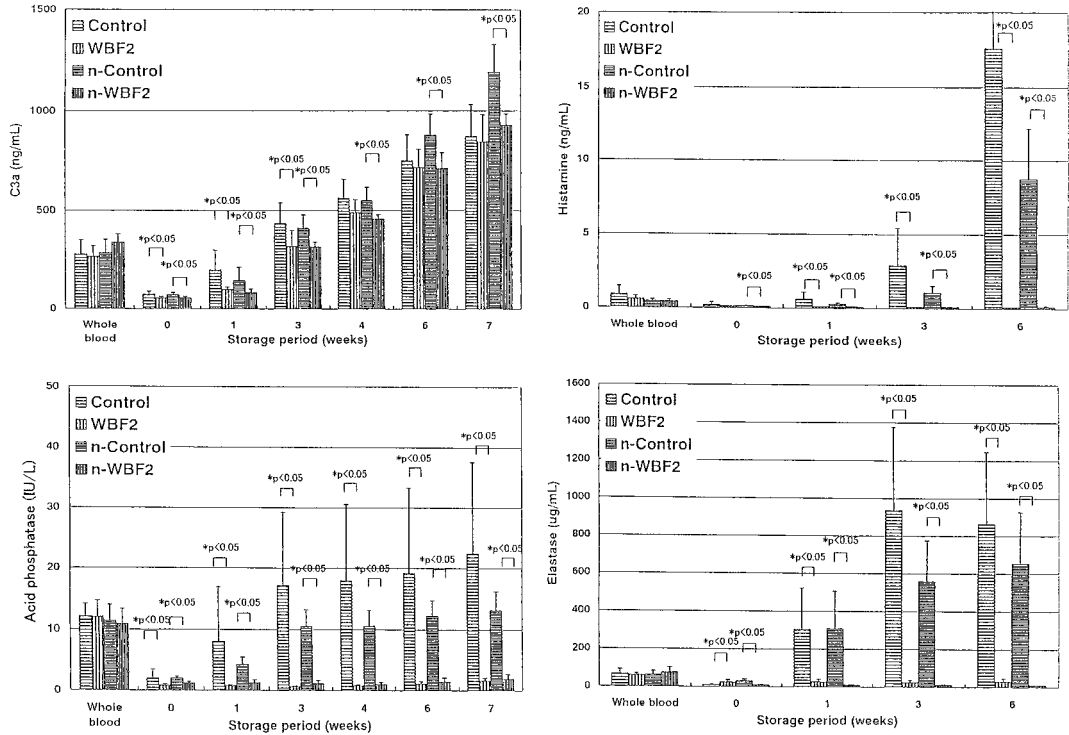 1500
1000
500
0
C3a (ng/mL)
Control
WBF2
n-Control
n-WBF2
*p<0.05
*p<0.05
*p<0.05
*p<0.05
*p<0.05
*p<0.05
*p<0.05
*p<0.05
*p<0.05
Whole blood
0
1
3
4
6
7
Storage period (weeks)
20
15
10
5
0
Histamine (ng/mL)
Control
WBF2
n-Control
n-WBF2
*p<0.05
*p<0.05
*p<0.05
*p<0.05
*p<0.05
*p<0.05
*p<0.05
Whole blood
0
1
3
6
Storage period (weeks)
50
40
30
20
10
0
Acid phosphatase (IU/L)
Control
WBF2
n-Control
n-WBF2
*p<0.05
*p<0.05
*p<0.05
*p<0.05
*p<0.05
*p<0.05
*p<0.05
*p<0.05
*p<0.05
*p<0.05
*p<0.05
*p<0.05
Whole blood
0
1
3
4
6
7
Storage period (weeks)
1600
1400
1200
1000
800
600
400
200
0
Elastase (ug/mL)
Control
WBF2
n-Control
n-WBF2
*p<0.05
*p<0.05
*p<0.05
*p<0.05
*p<0.05
*p<0.05
*p<0.05
*p<0.05
Whole blood
0
1
3
6
Storage period (weeks)